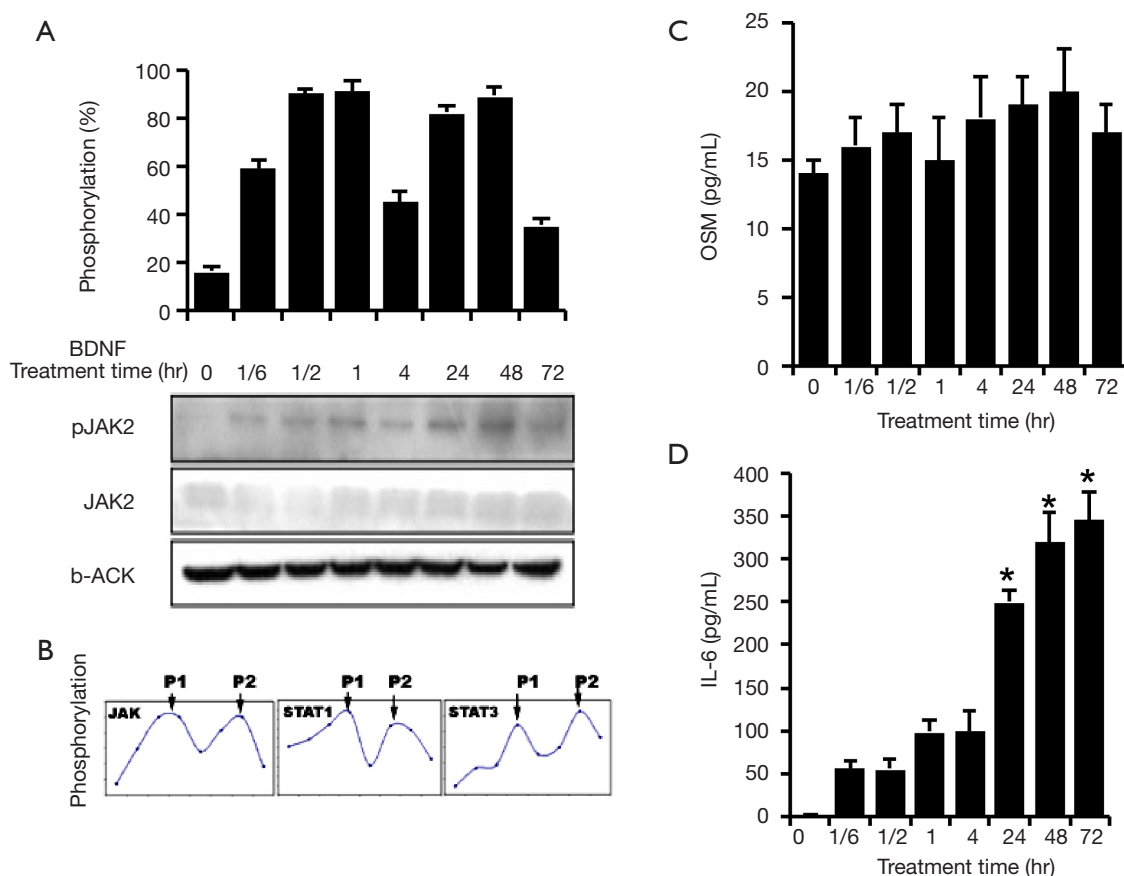 A
Phosphorylation (%)
100
80
60
40
20
0
BDNF
Treatment time (hr) 0 1/6 1/2 1 4 24 48 72
pJAK2
JAK2
b-ACK
B
Phosphorylation
P1 P2 P1 P2 P1 P2
JAK STAT1 STAT3
C
OSM (pg/mL)
25
20
15
10
5
0
0 1/6 1/2 1 4 24 48 72
Treatment time (hr)
D
IL-6 (pg/mL)
400
350
300
250
200
150
100
50
0
* * *
0 1/6 1/2 1 4 24 48 72
Treatment time (hr)